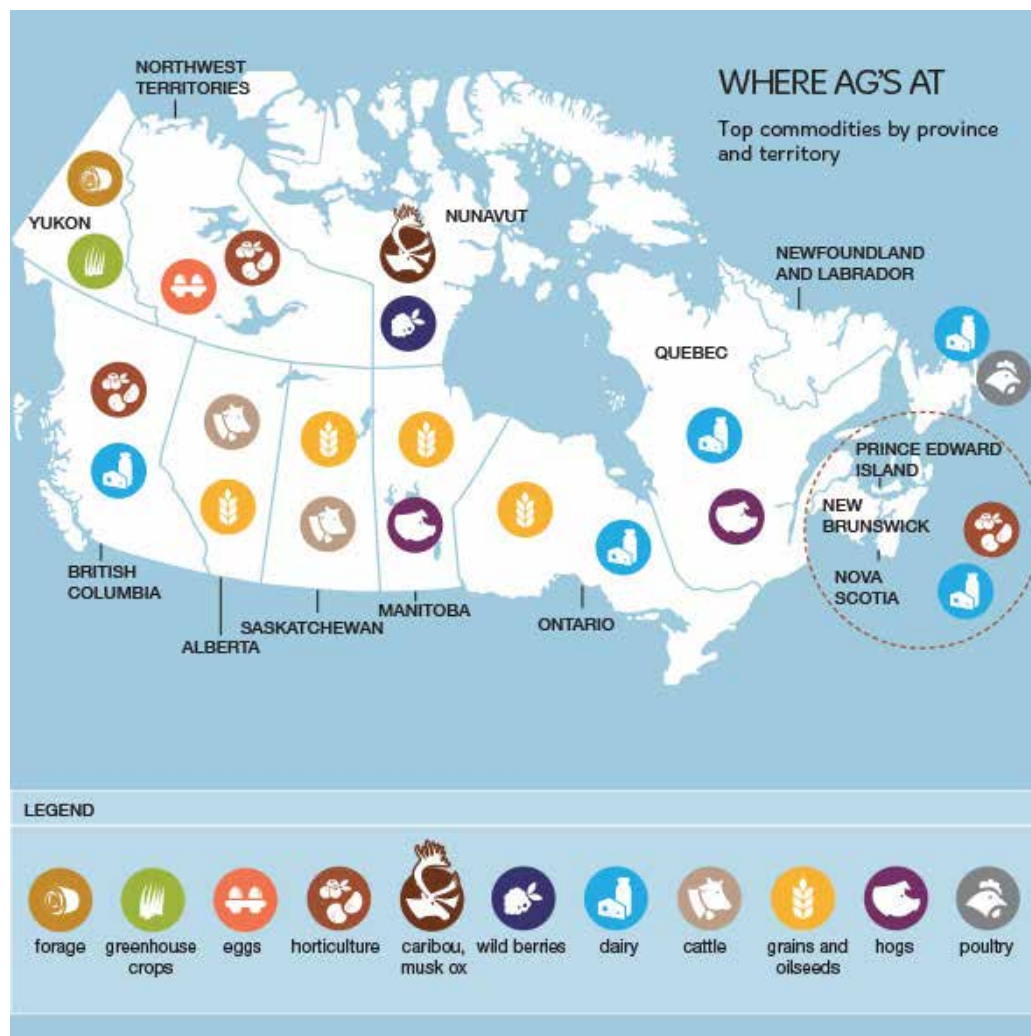 WHERE AG'S AT
Top commodities by province
and territory
NORTHWEST
TERRITORIES
YUKON
NUNAVUT
NEWFOUNDLAND
AND LABRADOR
QUEBEC
PRINCE EDWARD
ISLAND
NEW
BRUNSWICK
NOVA
SCOTIA
BRITISH
COLUMBIA
ALBERTA
SASKATCHEWAN
MANITOBA
ONTARIO
LEGEND
forage
greenhouse
crops
eggs
horticulture
caribou,
musk ox
wild berries
dairy
cattle
grains and
oilseeds
hogs
poultry